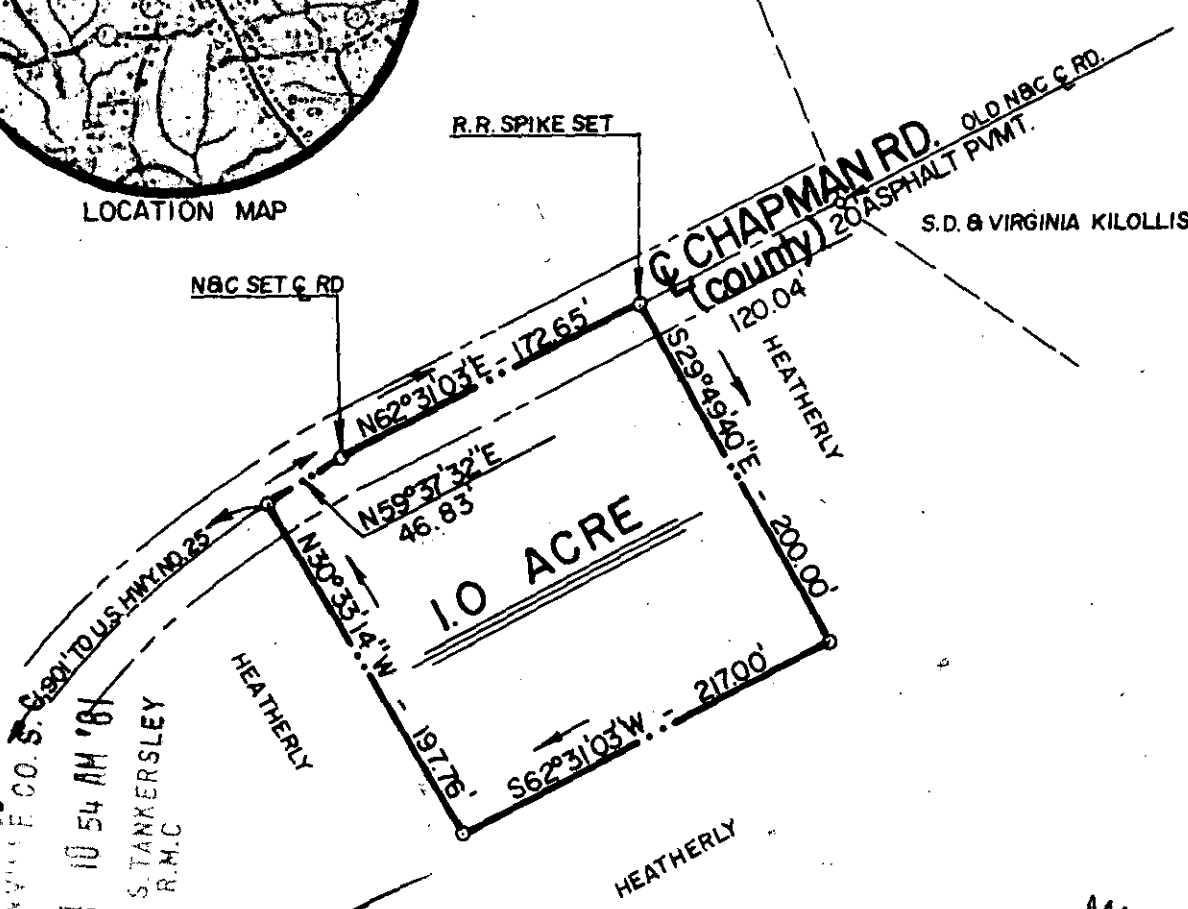 LOCATION MAP
R.R. SPIKE SET
N&C SET ℄ RD
℄ CHAPMAN RD.
(county)
OLD N&C ℄ RD.
20' ASPHALT PVMT.
S.D. & VIRGINIA KILOLLIS
120.04'
HEATHERLY
N62°31'03"E - 172.65'
N59°37'32"E
46.83'
S29°49'40"E - 200.00'
1.0 ACRE
N30°33'14"W - 197.76'
S62°31'03"W - 217.00'
HEATHERLY
HEATHERLY
TO U.S. HWY. NO. 25
CO. S. C.
10 54 AM '81
S. TANKERSLEY
R.M.C